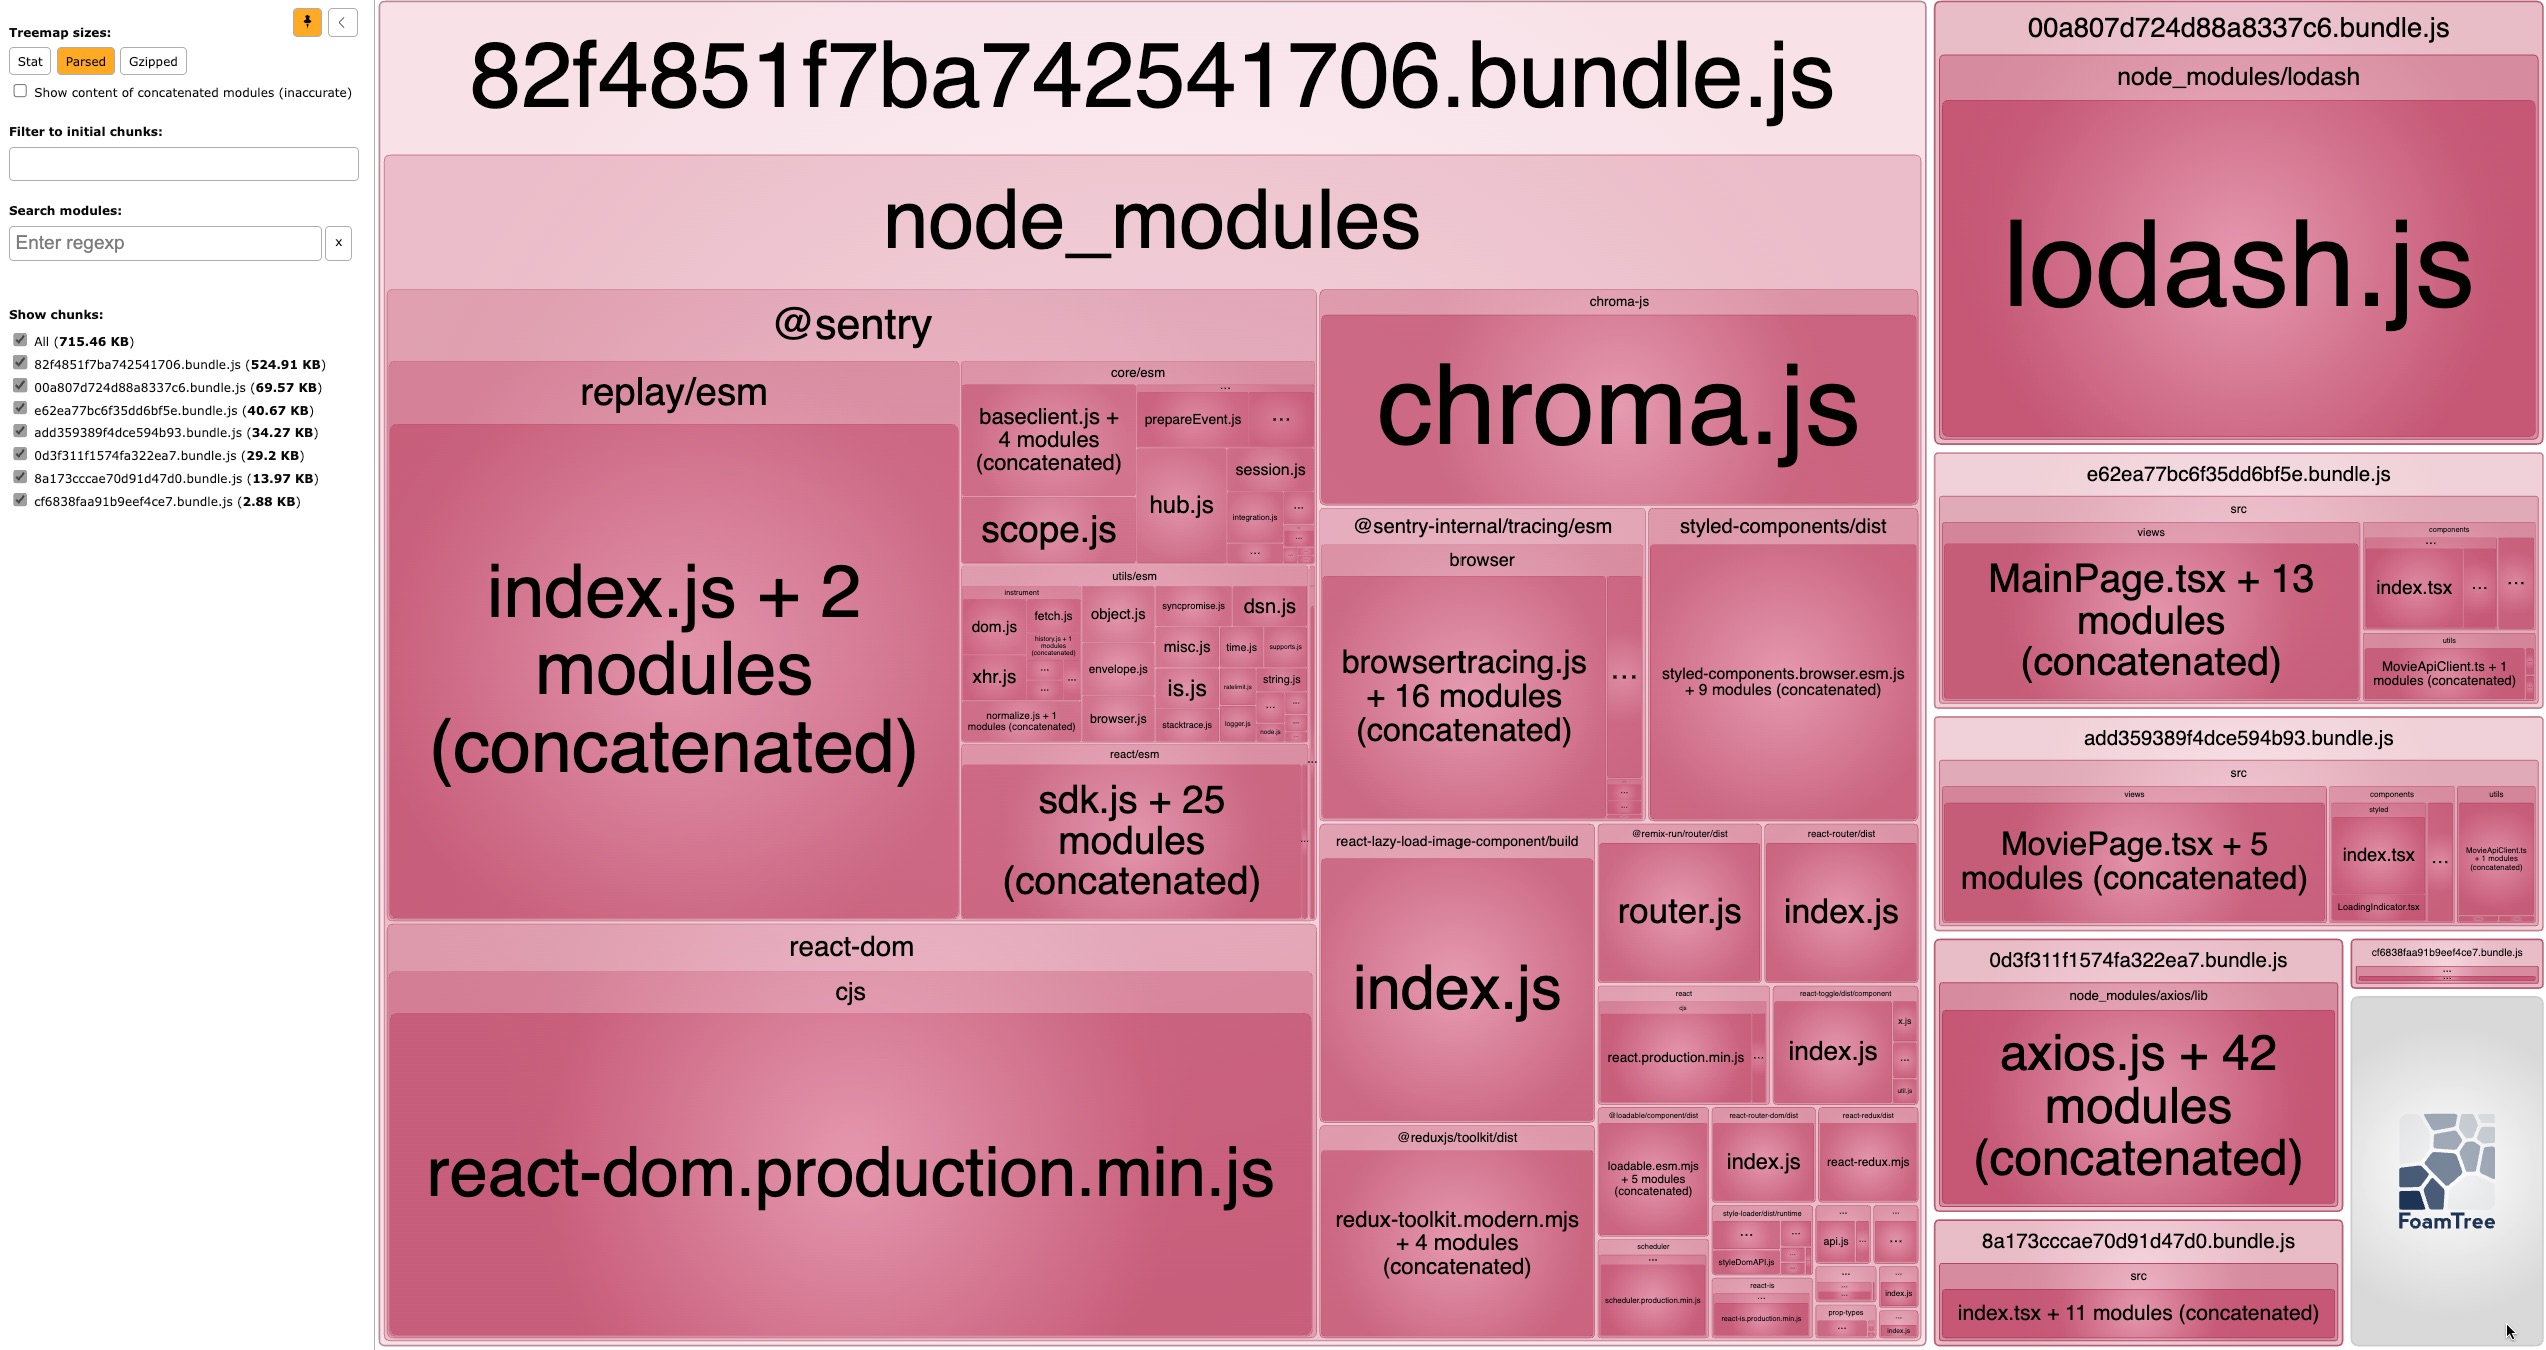 Treemap sizes:
Stat
Parsed
Gzipped
Show content of concatenated modules (inaccurate)
Filter to initial chunks:
Search modules:
Enter regexp
x
Show chunks:
All (715.46 KB)
82f4851f7ba742541706.bundle.js (524.91 KB)
00a807d724d88a8337c6.bundle.js (69.57 KB)
e62ea77bc6f35dd6bf5e.bundle.js (40.67 KB)
add359389f4dce594b93.bundle.js (34.27 KB)
0d3f311f1574fa322ea7.bundle.js (29.2 KB)
8a173cccae70d91d47d0.bundle.js (13.97 KB)
cf6838faa91b9eef4ce7.bundle.js (2.88 KB)
82f4851f7ba742541706.bundle.js
node_modules
@sentry
replay/esm
index.js + 2
modules
(concatenated)
core/esm
...
baseclient.js +
4 modules
(concatenated)
prepareEvent.js
...
scope.js
hub.js
session.js
integration.js
...
...
...
utils/esm
instrument
dom.js
fetch.js
history.js + 1
modules
(concatenated)
xhr.js
...
...
...
normalize.js + 1
modules (concatenated)
object.js
envelope.js
browser.js
syncpromise.js
dsn.js
misc.js
time.js
supports.js
is.js
ratelimit.js
string.js
stacktrace.js
logger.js
...
...
...
node.js
react/esm
sdk.js + 25
modules
(concatenated)
...
...
react-dom
cjs
react-dom.production.min.js
chroma-js
chroma.js
@sentry-internal/tracing/esm
browser
browsertracing.js
+ 16 modules
(concatenated)
...
...
...
styled-components/dist
styled-components.browser.esm.js
+ 9 modules (concatenated)
react-lazy-load-image-component/build
index.js
@remix-run/router/dist
router.js
react-router/dist
index.js
react
cjs
react.production.min.js
...
react-toggle/dist/component
index.js
x.js
...
util.js
@reduxjs/toolkit/dist
redux-toolkit.modern.mjs
+ 4 modules
(concatenated)
@loadable/component/dist
loadable.esm.mjs
+ 5 modules
(concatenated)
react-router-dom/dist
index.js
react-redux/dist
react-redux.mjs
scheduler
...
scheduler.production.min.js
style-loader/dist/runtime
...
...
styleDomAPI.js
react-is
...
react-is.production.min.js
...
api.js
...
...
...
...
...
...
prop-types
...
...
index.js
...
index.js
00a807d724d88a8337c6.bundle.js
node_modules/lodash
lodash.js
e62ea77bc6f35dd6bf5e.bundle.js
src
views
MainPage.tsx + 13
modules
(concatenated)
components
...
index.tsx
...
...
utils
MovieApiClient.ts + 1
modules (concatenated)
add359389f4dce594b93.bundle.js
src
views
MoviePage.tsx + 5
modules (concatenated)
components
styled
index.tsx
...
LoadingIndicator.tsx
utils
MovieApiClient.ts
+ 1 modules
(concatenated)
0d3f311f1574fa322ea7.bundle.js
node_modules/axios/lib
axios.js + 42
modules
(concatenated)
cf6838faa91b9eef4ce7.bundle.js
...
...
8a173cccae70d91d47d0.bundle.js
src
index.tsx + 11 modules (concatenated)
FoamTree